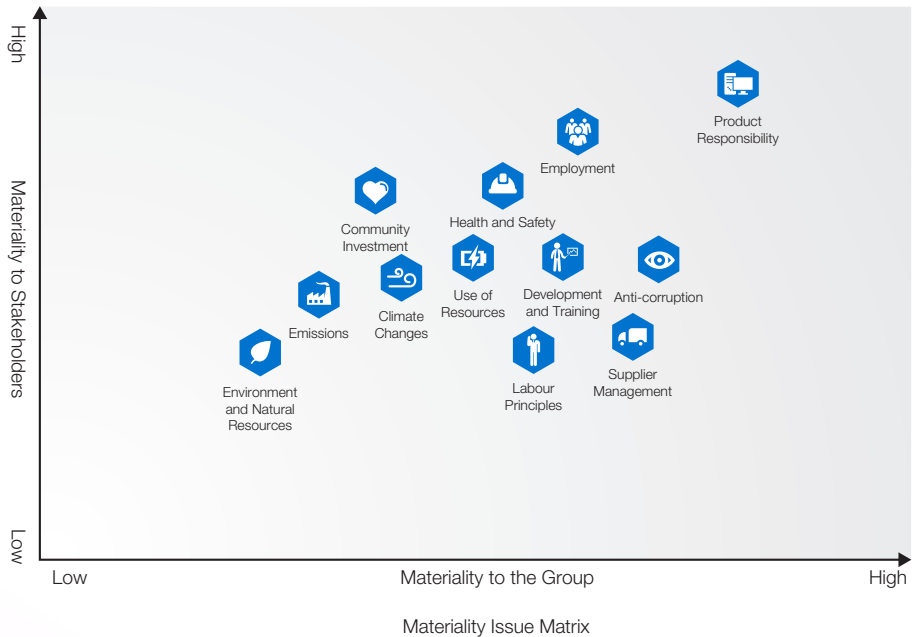 High
Materiality to Stakeholders
Low
Product
Responsibility
Employment
Health and Safety
Community
Investment
Use of
Resources
Development
and Training
Anti-corruption
Climate
Changes
Emissions
Labour
Principles
Supplier
Management
Environment
and Natural
Resources
Low
Materiality to the Group
High
Materiality Issue Matrix